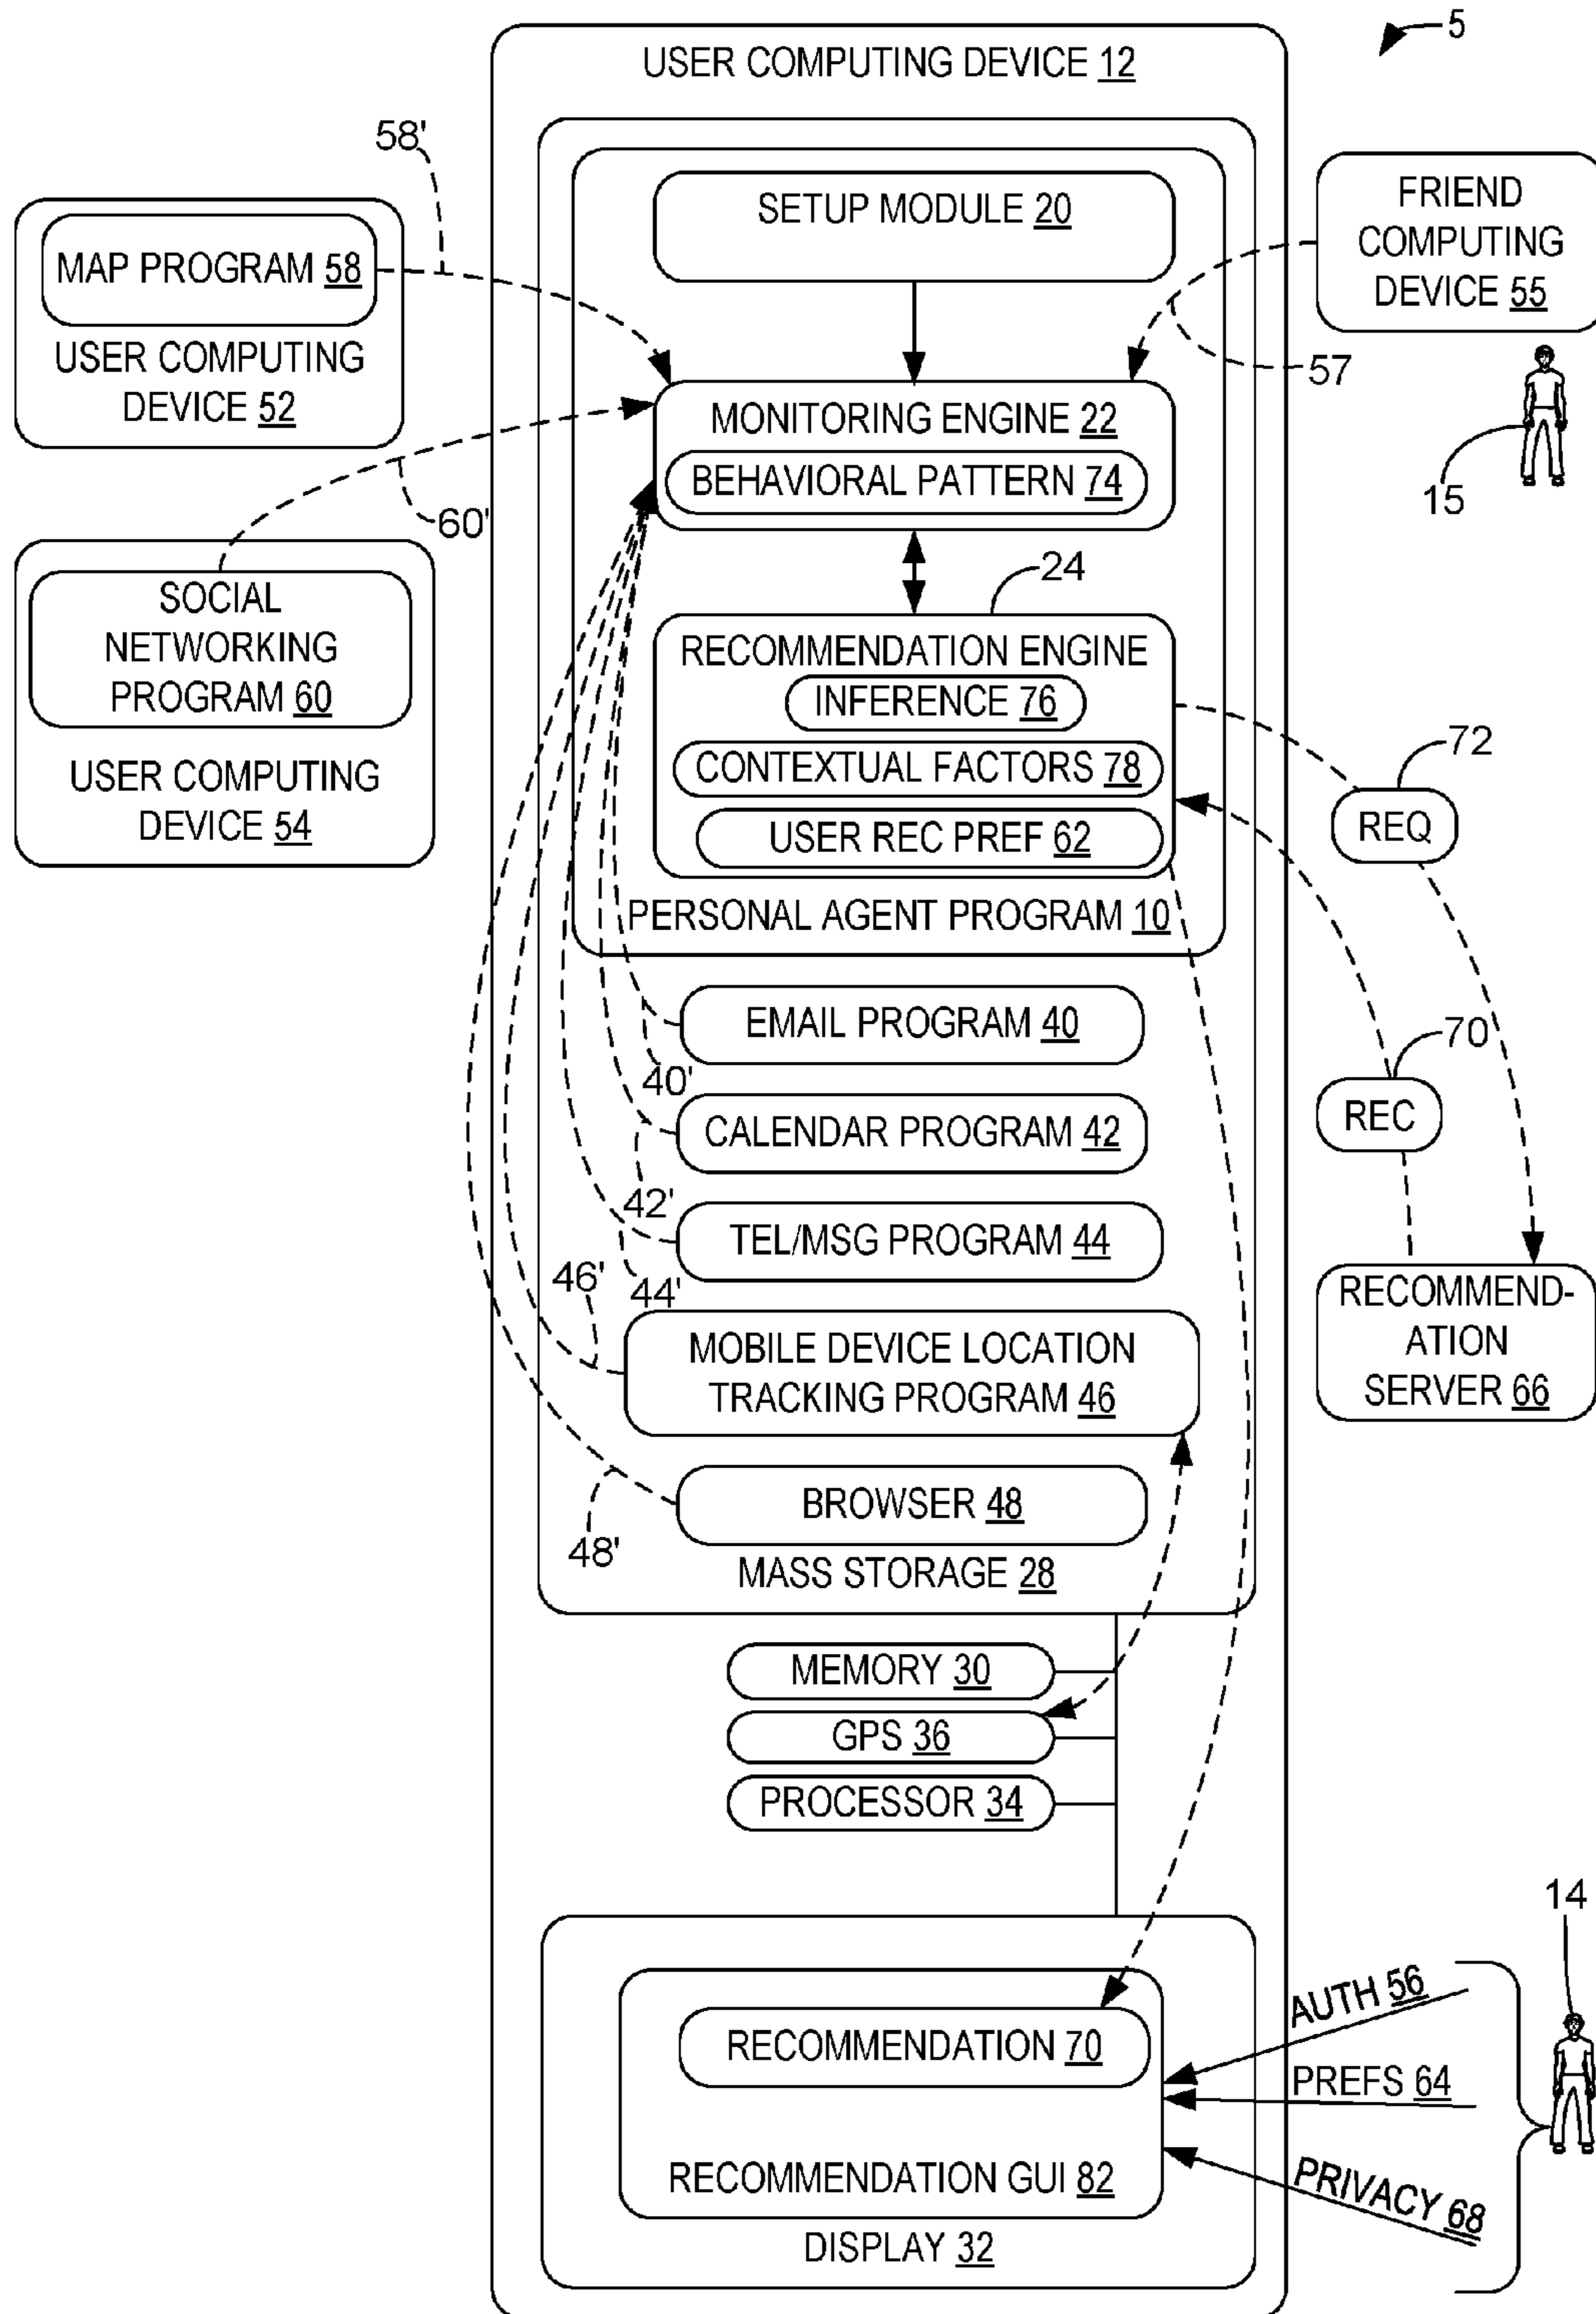 5
USER COMPUTING DEVICE 12
58'
SETUP MODULE 20
FRIEND
COMPUTING
DEVICE 55
MAP PROGRAM 58
USER COMPUTING
DEVICE 52
57
MONITORING ENGINE 22
BEHAVIORAL PATTERN 74
15
60'
SOCIAL
NETWORKING
PROGRAM 60
USER COMPUTING
DEVICE 54
24
RECOMMENDATION ENGINE
INFERENCE 76
CONTEXTUAL FACTORS 78
USER REC PREF 62
PERSONAL AGENT PROGRAM 10
72
REQ
70
REC
EMAIL PROGRAM 40
40'
CALENDAR PROGRAM 42
42'
TEL/MSG PROGRAM 44
44'
46'
MOBILE DEVICE LOCATION
TRACKING PROGRAM 46
RECOMMEND-
ATION
SERVER 66
BROWSER 48
48'
MASS STORAGE 28
MEMORY 30
GPS 36
PROCESSOR 34
14
RECOMMENDATION 70
RECOMMENDATION GUI 82
DISPLAY 32
AUTH 56
PREFS 64
PRIVACY 68